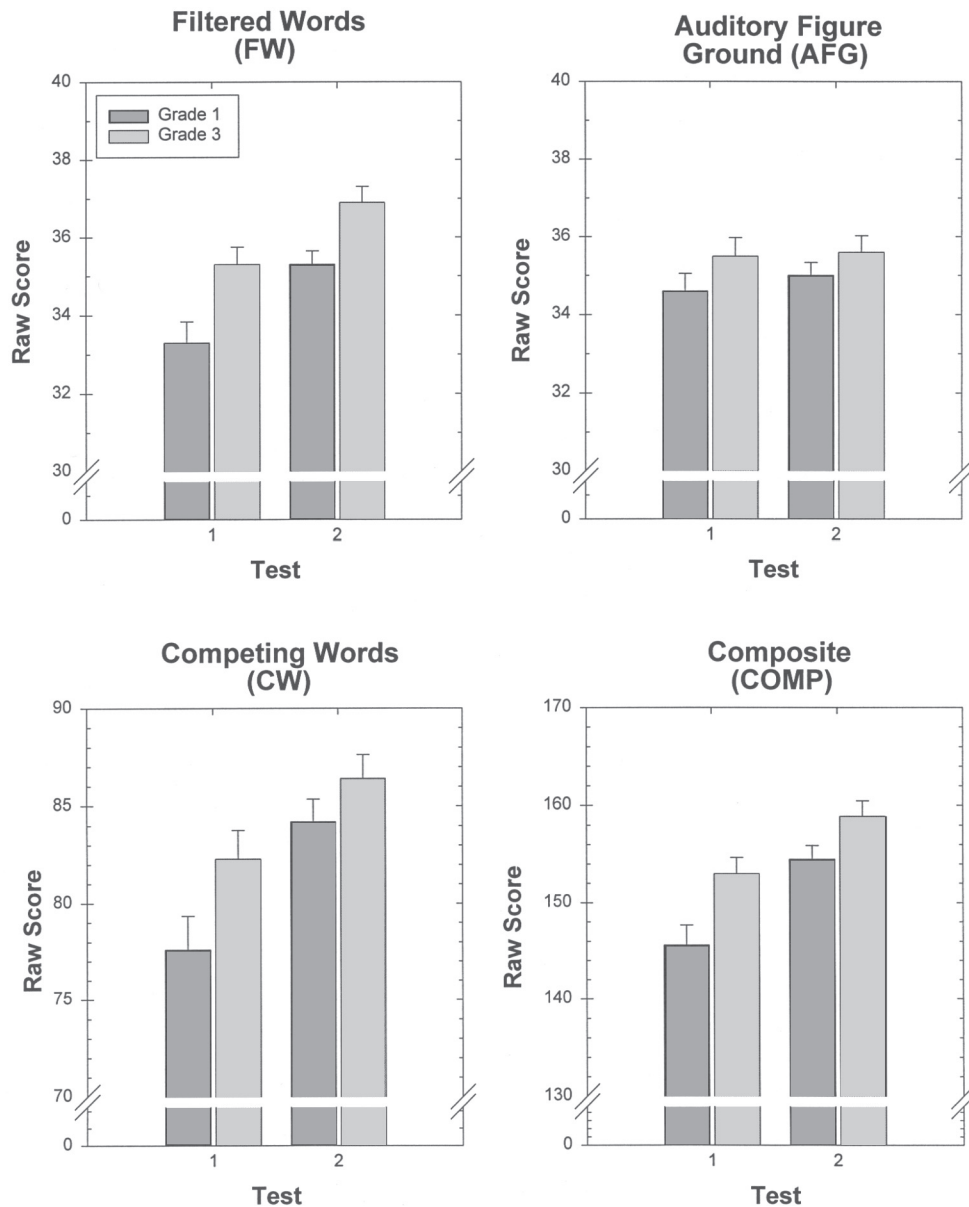 Filtered Words
(FW)
40
38
36
34
32
30
0
Raw Score
Grade 1
Grade 3
1
2
Test
Auditory Figure
Ground (AFG)
40
38
36
34
32
30
0
Raw Score
1
2
Test
Competing Words
(CW)
90
85
80
75
70
0
Raw Score
1
2
Test
Composite
(COMP)
170
160
150
140
130
0
Raw Score
1
2
Test